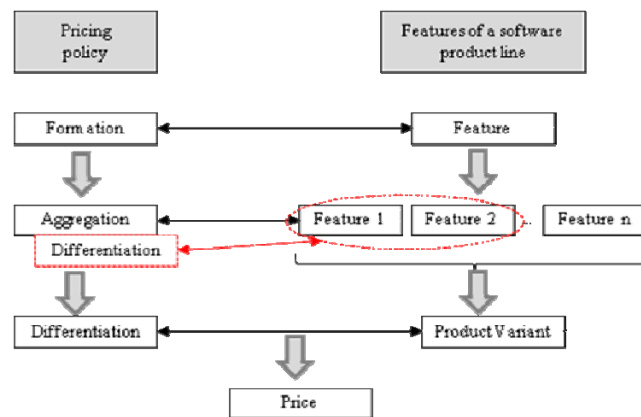 Pricing
policy
Features of a software
product line
Formation
Feature
Aggregation
Feature 1
Feature 2
..
Feature n
Differentiation
Differentiation
Product Variant
Price